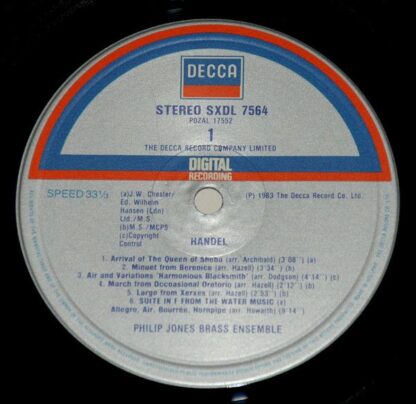 DECCA
STEREO SXDL 7564
PDZAL 17552
1
THE DECCA RECORD COMPANY LIMITED
DIGITAL
RECORDING
SPEED 33⅓
(a)J.W. Chester/
Ed. Wilhelm
Hansen (Ldn)
Ltd./M.S.
(b)M.S./MCPS
(c)Copyright
Control
(P) 1983 The Decca Record Co. Ltd.
HANDEL
1. Arrival of The Queen of Sheba (arr. Archibald) (3'08'') (a)
2. Minuet from Berenice (arr. Hazell) (3'34'') (b)
3. Air and Variations 'Harmonious Blacksmith' (arr. Dodgson) (4'14'') (c)
4. March from Occasional Oratorio (arr. Hazell) (2'12'') (b)
5. Largo from Xerxes (arr. Hazell) (2'53'') (b)
6. SUITE IN F FROM THE WATER MUSIC (a)
Allegro, Air, Bourrée, Hornpipe (arr. Howarth) (9'14'')
PHILIP JONES BRASS ENSEMBLE